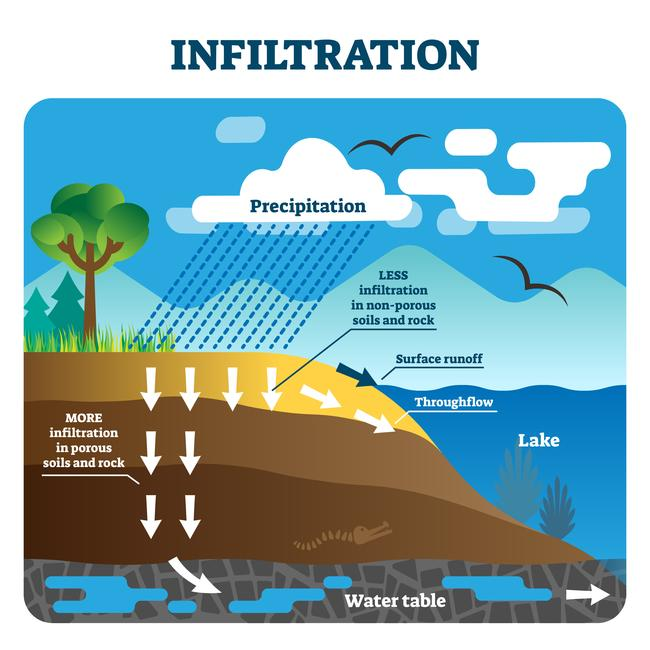 INFILTRATION
Precipitation
LESS
infiltration
in non-porous
soils and rock
Surface runoff
Throughflow
MORE
infiltration
in porous
soils and rock
Lake
Water table